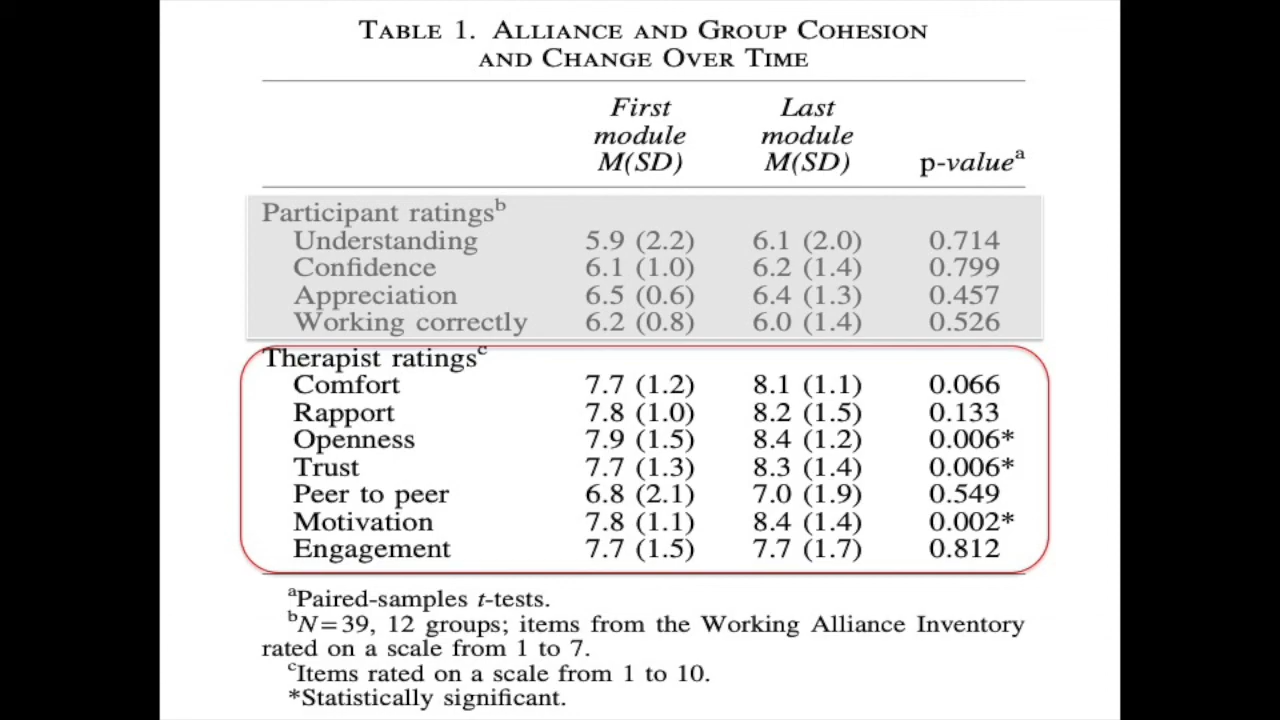 TABLE 1. ALLIANCE AND GROUP COHESION
AND CHANGE OVER TIME
First module M(SD) Last module M(SD) p-valueᵃ
Participant ratingsᵇ
Understanding 5.9 (2.2) 6.1 (2.0) 0.714
Confidence 6.1 (1.0) 6.2 (1.4) 0.799
Appreciation 6.5 (0.6) 6.4 (1.3) 0.457
Working correctly 6.2 (0.8) 6.0 (1.4) 0.526
Therapist ratingsᶜ
Comfort 7.7 (1.2) 8.1 (1.1) 0.066
Rapport 7.8 (1.0) 8.2 (1.5) 0.133
Openness 7.9 (1.5) 8.4 (1.2) 0.006*
Trust 7.7 (1.3) 8.3 (1.4) 0.006*
Peer to peer 6.8 (2.1) 7.0 (1.9) 0.549
Motivation 7.8 (1.1) 8.4 (1.4) 0.002*
Engagement 7.7 (1.5) 7.7 (1.7) 0.812
ᵃPaired-samples t-tests.
ᵇN=39, 12 groups; items from the Working Alliance Inventory
rated on a scale from 1 to 7.
ᶜItems rated on a scale from 1 to 10.
*Statistically significant.